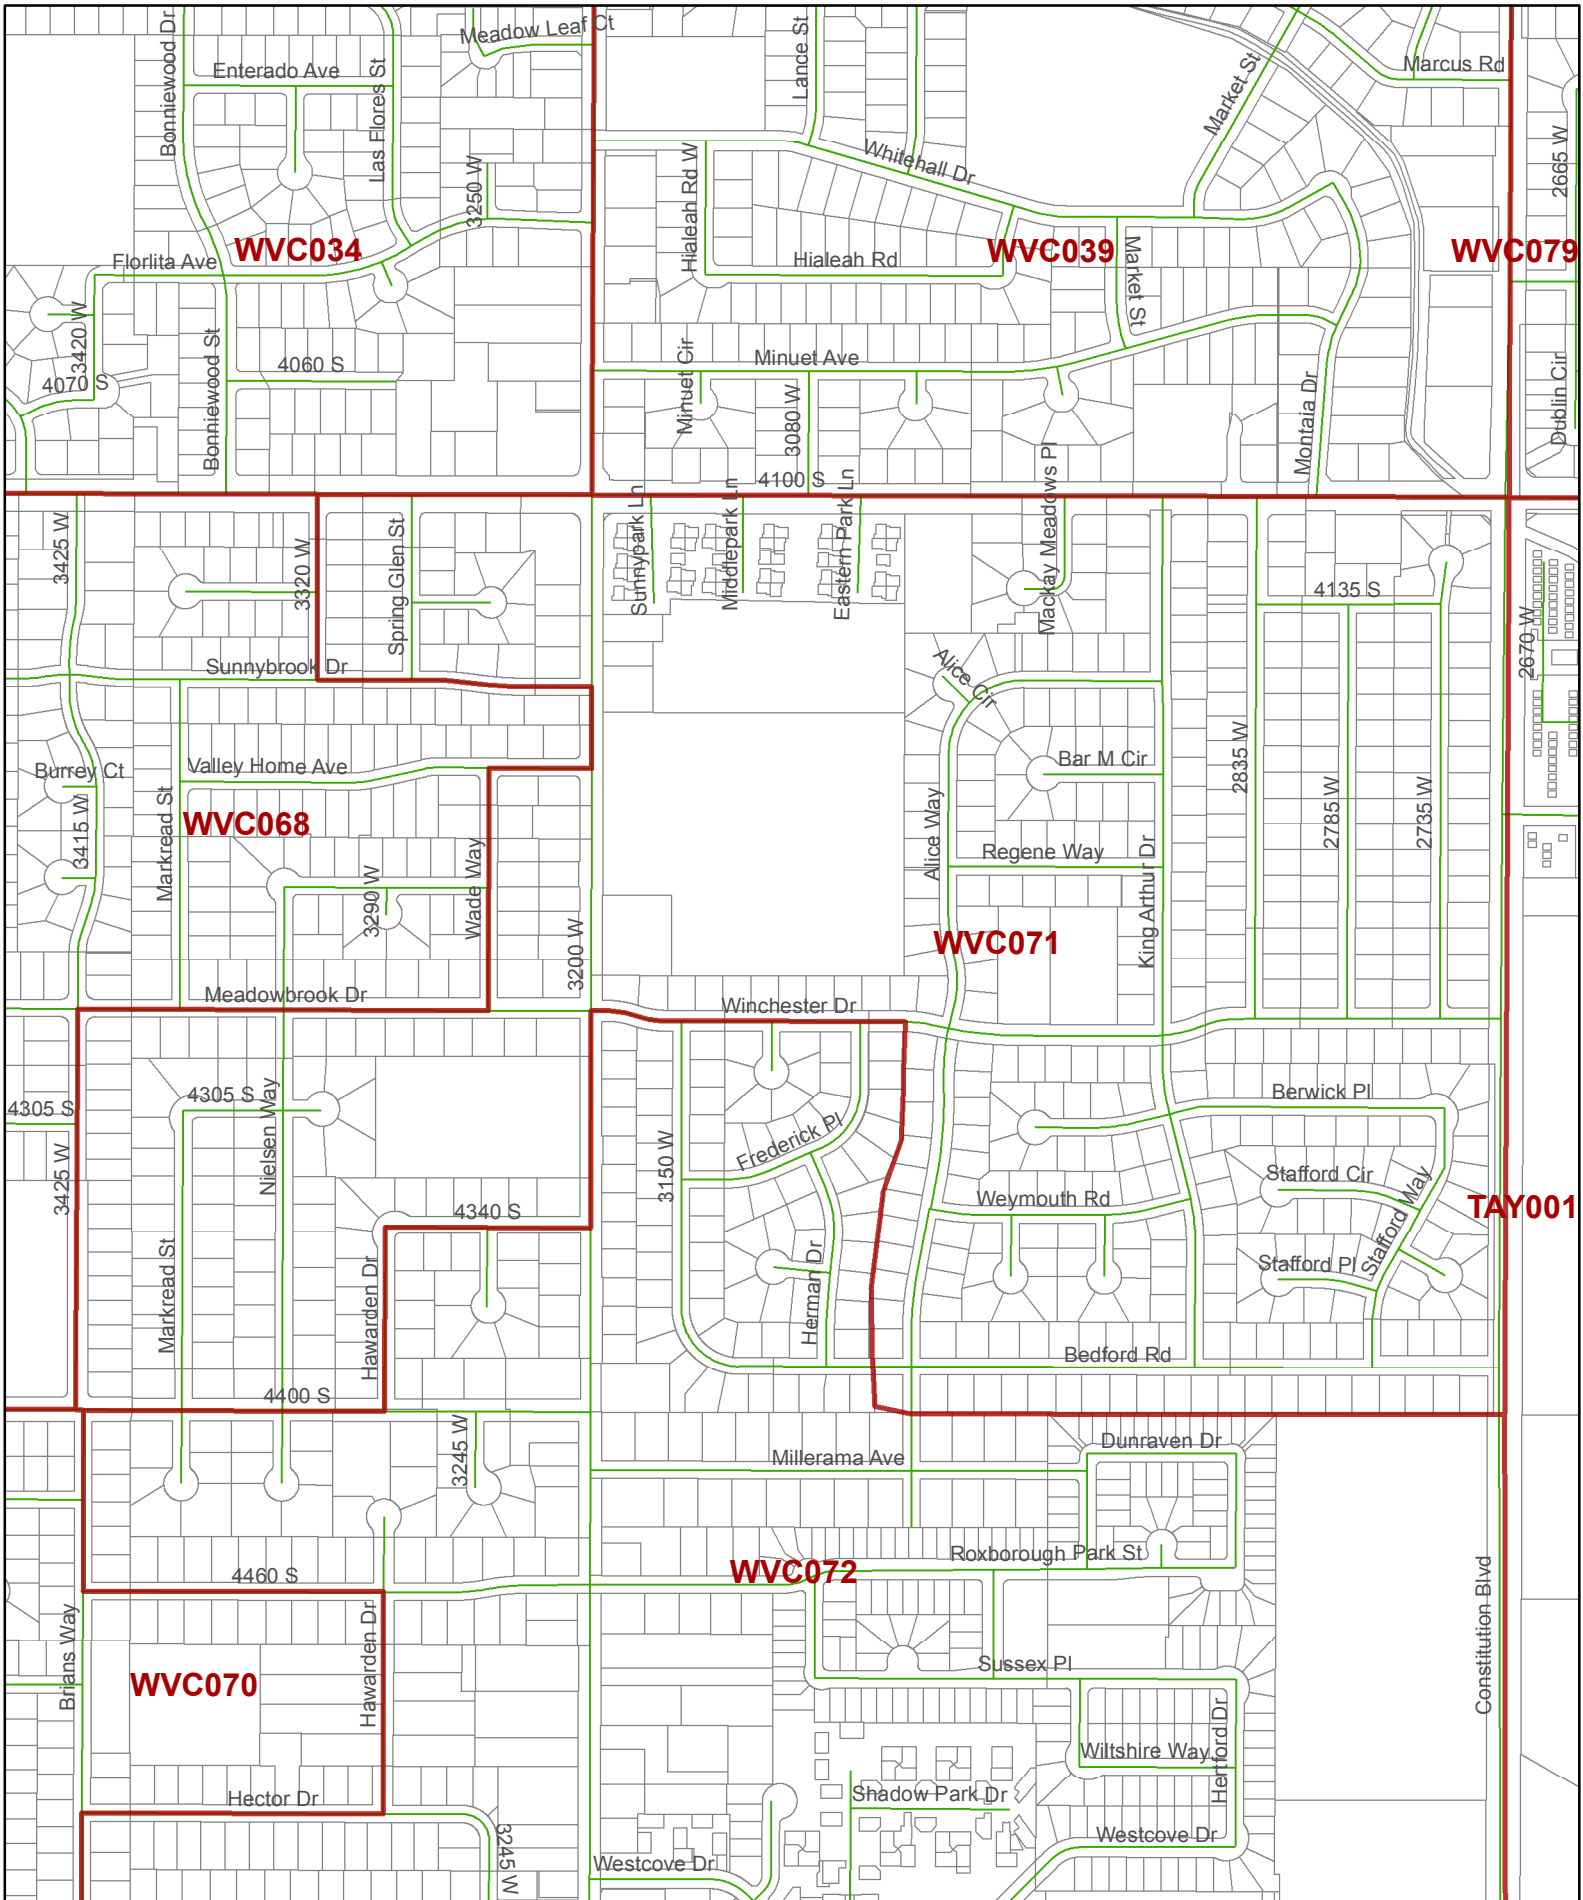 Bonniewood Dr
Enterado Ave
Las Flores St
Meadow Leaf Ct
3250 W
Lance St
Market St
Marcus Rd
2665 W
Whitehall Dr
Hialeah Rd W
WVC034
WVC039
WVC079
Florlita Ave
Hialeah Rd
Market St
3420 W
4070 S
Bonniewood St
4060 S
Minuet Cir
Minuet Ave
3080 W
Montaia Dr
Dublin Cir
4100 S
3425 W
3320 W
Spring Glen St
Sunnypark Ln
Middlepark Ln
Eastern Park Ln
Mackay Meadows Pl
4135 S
2670 W
Sunnybrook Dr
Alice Cir
Burrey Ct
Valley Home Ave
Bar M Cir
2835 W
2785 W
2735 W
3415 W
Markread St
WVC068
Alice Way
Regene Way
3290 W
Wade Way
3200 W
King Arthur Dr
WVC071
Meadowbrook Dr
Winchester Dr
4305 S
4305 S
Nielsen Way
3425 W
3150 W
Frederick Pl
Berwick Pl
Stafford Cir
Weymouth Rd
Stafford Way
TAY001
4340 S
Markread St
Hawarden Dr
Herman Dr
Stafford Pl
Bedford Rd
4400 S
3245 W
Millerama Ave
Dunraven Dr
4460 S
WVC072
Roxborough Park St
Constitution Blvd
Brians Way
WVC070
Hawarden Dr
Sussex Pl
Wiltshire Way
Hertford Dr
Hector Dr
3245 W
Shadow Park Dr
Westcove Dr
Westcove Dr